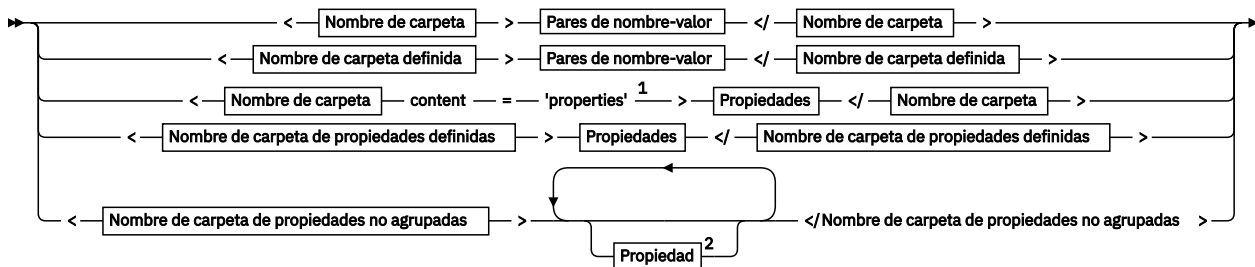 < Nombre de carpeta > Pares de nombre-valor </ Nombre de carpeta >
< Nombre de carpeta definida > Pares de nombre-valor </ Nombre de carpeta definida >
< Nombre de carpeta content = 'properties' 1 > Propiedades </ Nombre de carpeta >
< Nombre de carpeta de propiedades definidas > Propiedades </ Nombre de carpeta de propiedades definidas >
< Nombre de carpeta de propiedades no agrupadas > </ Nombre de carpeta de propiedades no agrupadas >
Propiedad 2